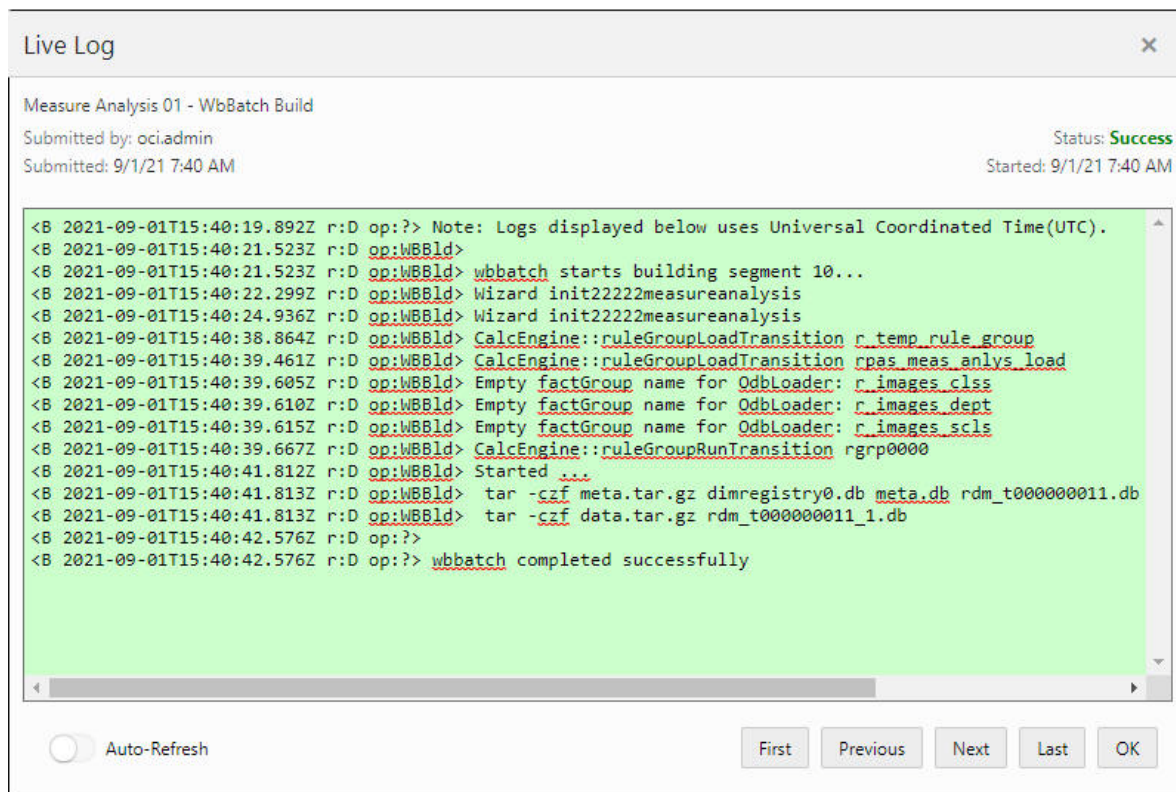 Live Log
×
Measure Analysis 01 - WbBatch Build
Submitted by: oci.admin
Status: Success
Submitted: 9/1/21 7:40 AM
Started: 9/1/21 7:40 AM
<B 2021-09-01T15:40:19.892Z r:D op:?> Note: Logs displayed below uses Universal Coordinated Time(UTC).
<B 2021-09-01T15:40:21.523Z r:D op:WBBld>
<B 2021-09-01T15:40:21.523Z r:D op:WBBld> wbbatch starts building segment 10...
<B 2021-09-01T15:40:22.299Z r:D op:WBBld> Wizard init22222measureanalysis
<B 2021-09-01T15:40:24.936Z r:D op:WBBld> Wizard init22222measureanalysis
<B 2021-09-01T15:40:38.864Z r:D op:WBBld> CalcEngine::ruleGroupLoadTransition r_temp_rule_group
<B 2021-09-01T15:40:39.461Z r:D op:WBBld> CalcEngine::ruleGroupLoadTransition rpas_meas_anlys_load
<B 2021-09-01T15:40:39.605Z r:D op:WBBld> Empty factGroup name for OdbLoader: r_images_clss
<B 2021-09-01T15:40:39.610Z r:D op:WBBld> Empty factGroup name for OdbLoader: r_images_dept
<B 2021-09-01T15:40:39.615Z r:D op:WBBld> Empty factGroup name for OdbLoader: r_images_scls
<B 2021-09-01T15:40:39.667Z r:D op:WBBld> CalcEngine::ruleGroupRunTransition rgrp0000
<B 2021-09-01T15:40:41.812Z r:D op:WBBld> Started ...
<B 2021-09-01T15:40:41.813Z r:D op:WBBld>  tar -czf meta.tar.gz dimregistry0.db meta.db rdm_t000000011.db
<B 2021-09-01T15:40:41.813Z r:D op:WBBld>  tar -czf data.tar.gz rdm_t000000011_1.db
<B 2021-09-01T15:40:42.576Z r:D op:?>
<B 2021-09-01T15:40:42.576Z r:D op:?> wbbatch completed successfully
Auto-Refresh
First Previous Next Last OK